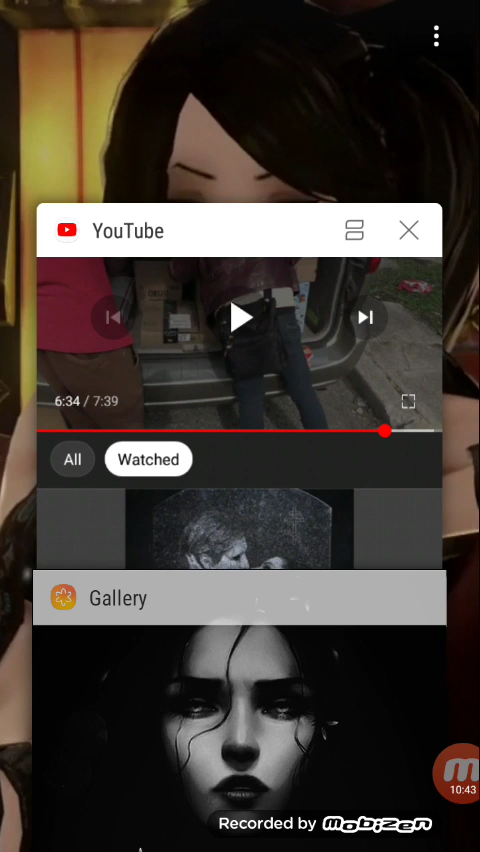 YouTube
6:34 / 7:39
All
Watched
Gallery
10:43
Recorded by MOBIZEN